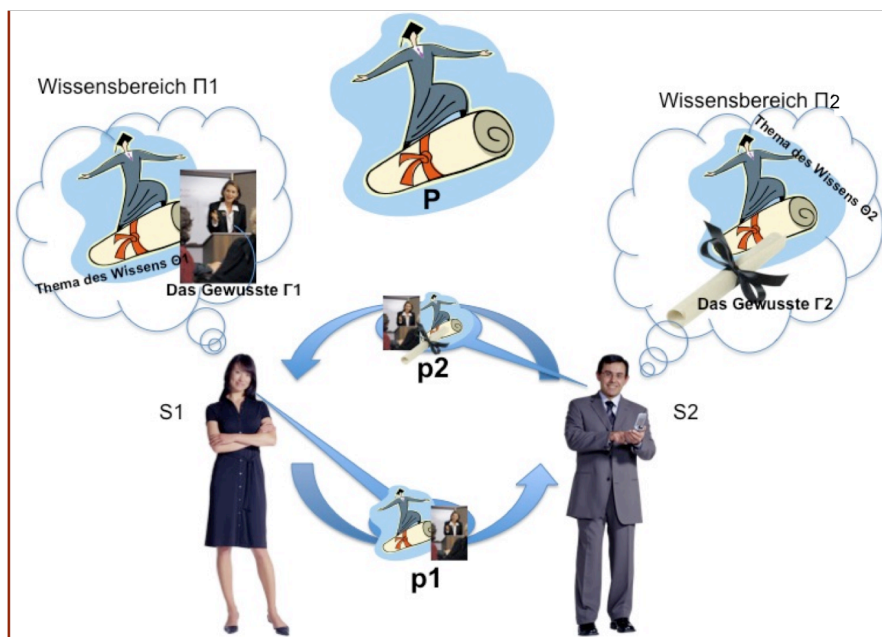 Wissensbereich Π1
Wissensbereich Π2
Thema des Wissens Θ2
P
Thema des Wissens Θ1
Das Gewusste Γ1
Das Gewusste Γ2
p2
S1
S2
p1